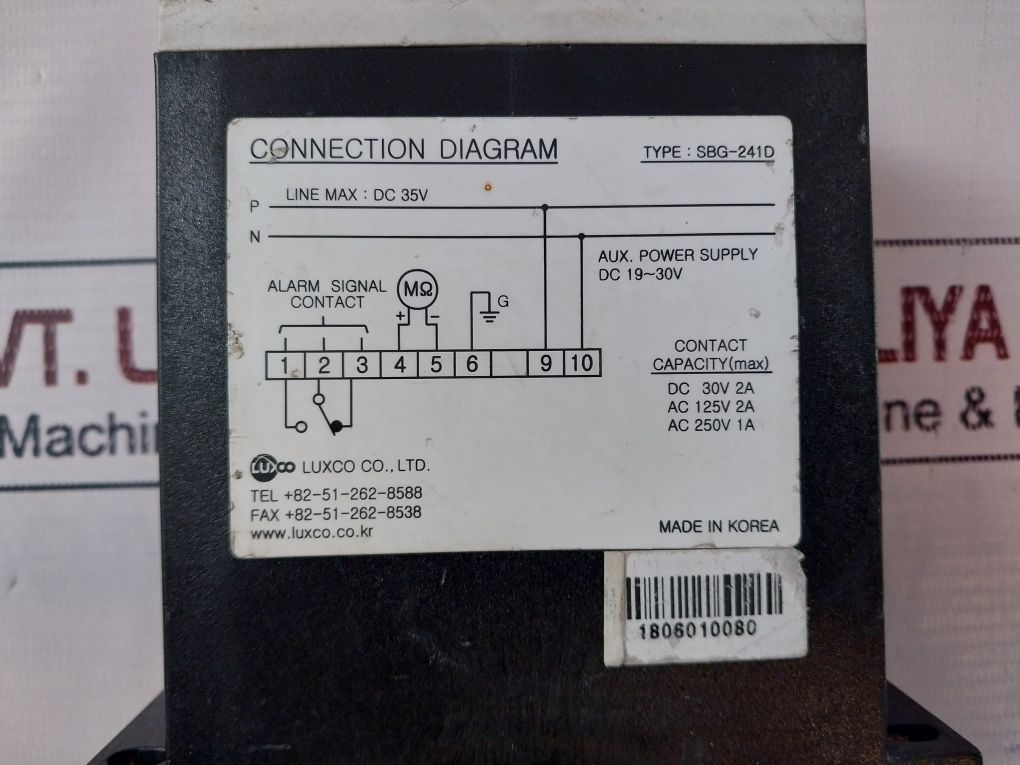 CONNECTION DIAGRAM
TYPE : SBG-241D
LINE MAX : DC 35V
P
N
AUX. POWER SUPPLY
DC 19~30V
ALARM SIGNAL
CONTACT
MΩ
+ −
G
1 2 3 4 5 6 9 10
CONTACT
CAPACITY(max)
DC 30V 2A
AC 125V 2A
AC 250V 1A
LUXCO LUXCO CO., LTD.
TEL +82-51-262-8588
FAX +82-51-262-8538
www.luxco.co.kr
MADE IN KOREA
1806010080
VT. U
LIYA
Machin
ne &